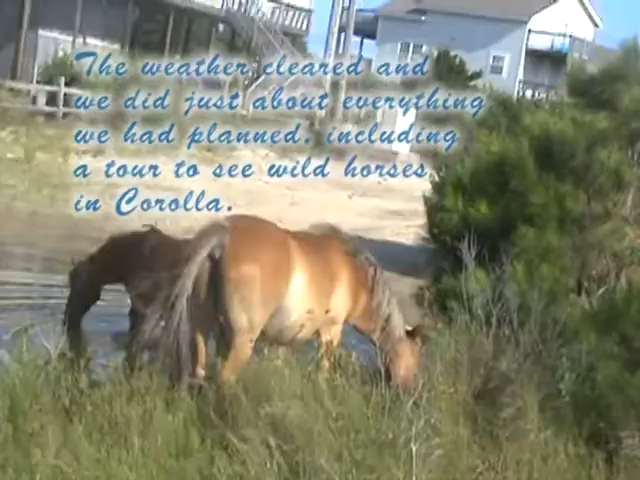 The weather cleared and
we did just about everything
we had planned, including
a tour to see wild horses
in Corolla.